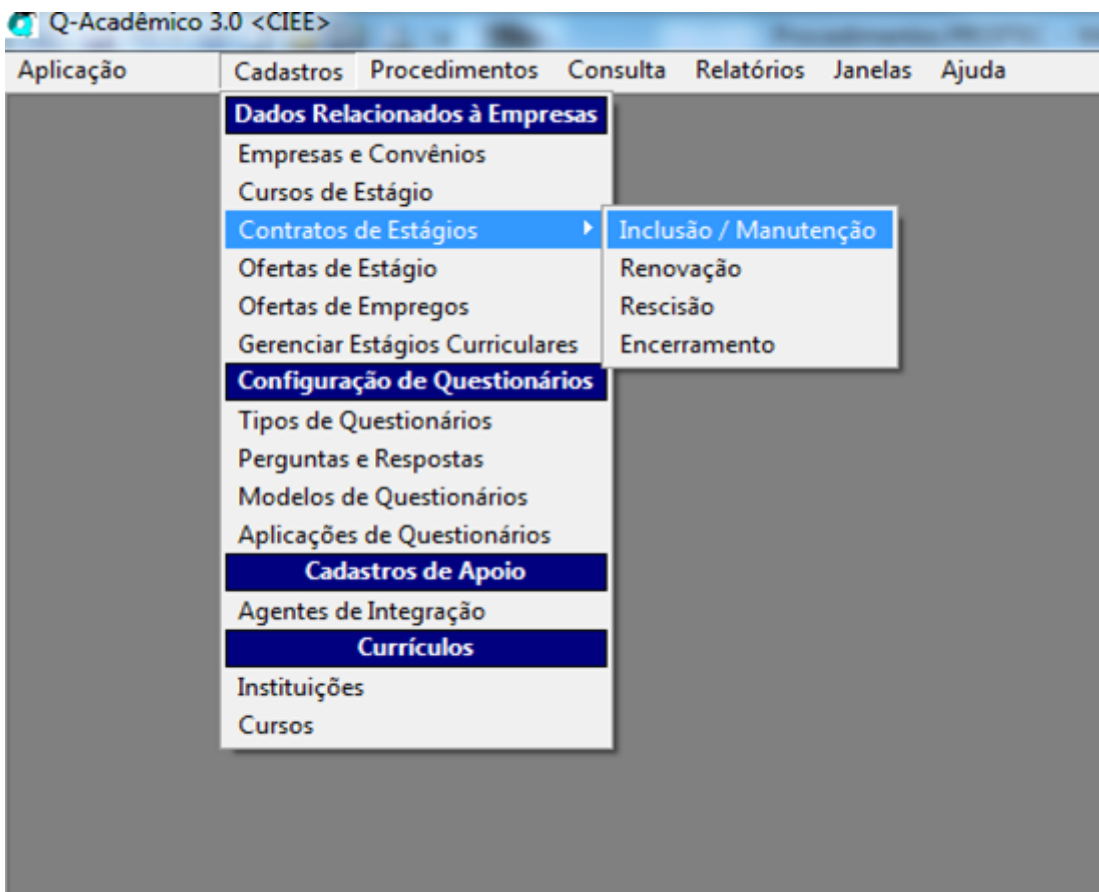 Q-Acadêmico 3.0 <CIEE>
Aplicação Cadastros Procedimentos Consulta Relatórios Janelas Ajuda
Dados Relacionados à Empresas
Empresas e Convênios
Cursos de Estágio
Contratos de Estágios
Inclusão / Manutenção
Ofertas de Estágio
Renovação
Ofertas de Empregos
Rescisão
Gerenciar Estágios Curriculares
Encerramento
Configuração de Questionários
Tipos de Questionários
Perguntas e Respostas
Modelos de Questionários
Aplicações de Questionários
Cadastros de Apoio
Agentes de Integração
Currículos
Instituições
Cursos